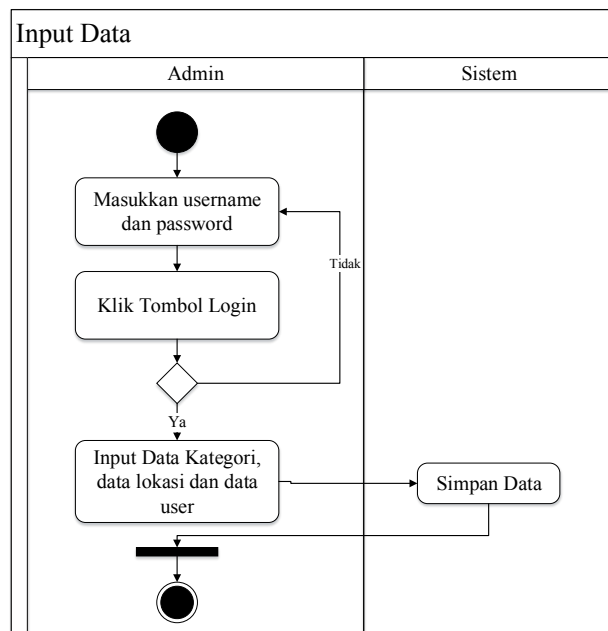 Input Data
Admin
Sistem
Masukkan username
dan password
Tidak
Klik Tombol Login
Ya
Input Data Kategori,
data lokasi dan data
user
Simpan Data